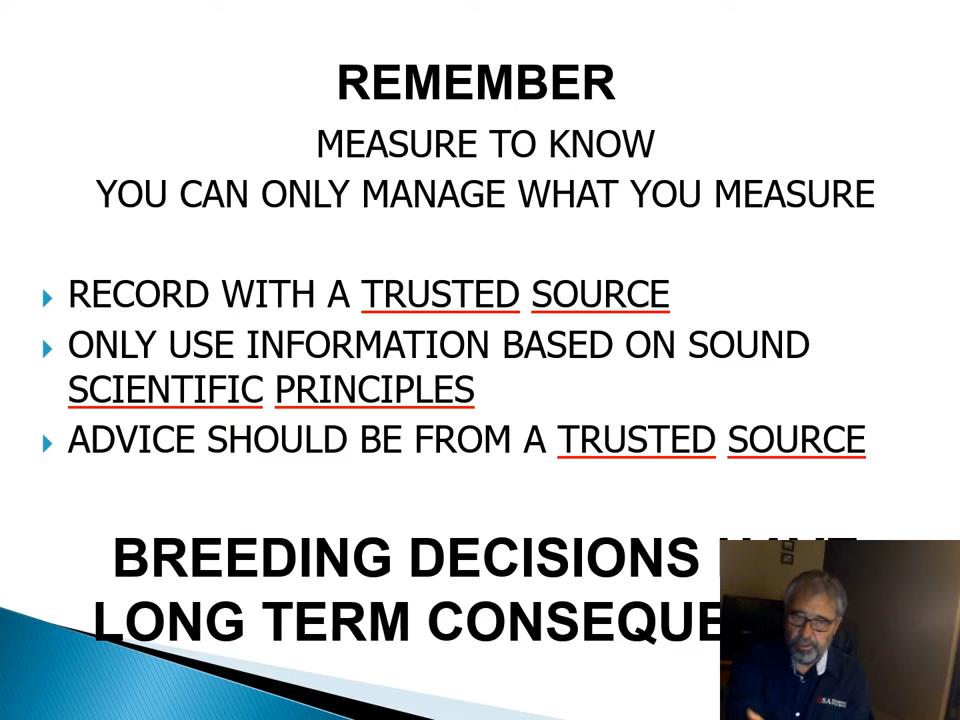 REMEMBER
MEASURE TO KNOW
YOU CAN ONLY MANAGE WHAT YOU MEASURE
RECORD WITH A TRUSTED SOURCE
ONLY USE INFORMATION BASED ON SOUND
SCIENTIFIC PRINCIPLES
ADVICE SHOULD BE FROM A TRUSTED SOURCE
BREEDING DECISIONS
LONG TERM CONSEQUE